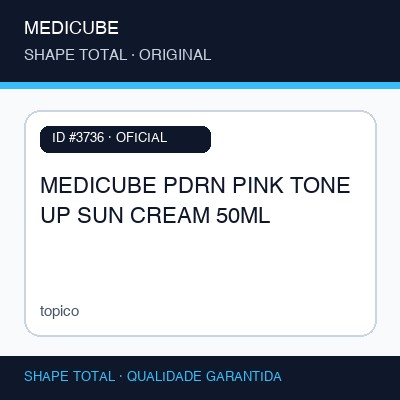 MEDICUBE
SHAPE TOTAL · ORIGINAL
ID #3736 · OFICIAL
MEDICUBE PDRN PINK TONE
UP SUN CREAM 50ML
topico
SHAPE TOTAL · QUALIDADE GARANTIDA